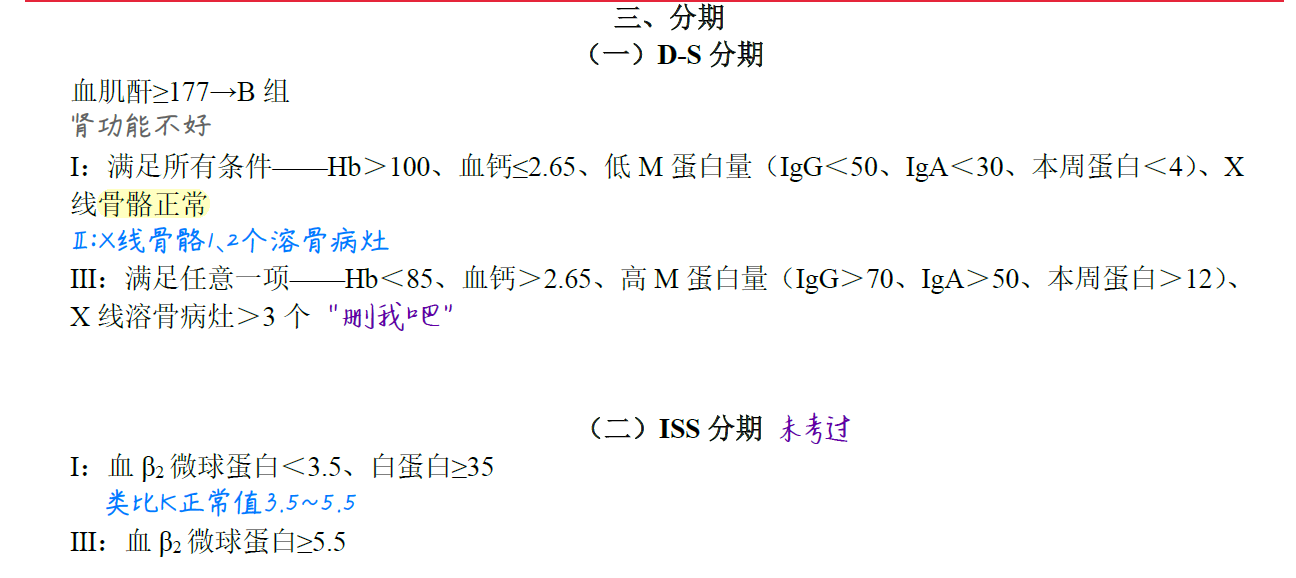 三、分期
（一）D-S 分期
血肌酐≥177→B 组
肾功能不好
I：满足所有条件——Hb＞100、血钙≤2.65、低 M 蛋白量（IgG＜50、IgA＜30、本周蛋白＜4）、X
线骨骼正常
Ⅱ:X线骨骼1、2个溶骨病灶
III：满足任意一项——Hb＜85、血钙＞2.65、高 M 蛋白量（IgG＞70、IgA＞50、本周蛋白＞12）、
X 线溶骨病灶＞3 个 "删我吧"
（二）ISS 分期 未考过
I：血 β₂ 微球蛋白＜3.5、白蛋白≥35
类比K正常值3.5~5.5
III：血 β₂ 微球蛋白≥5.5